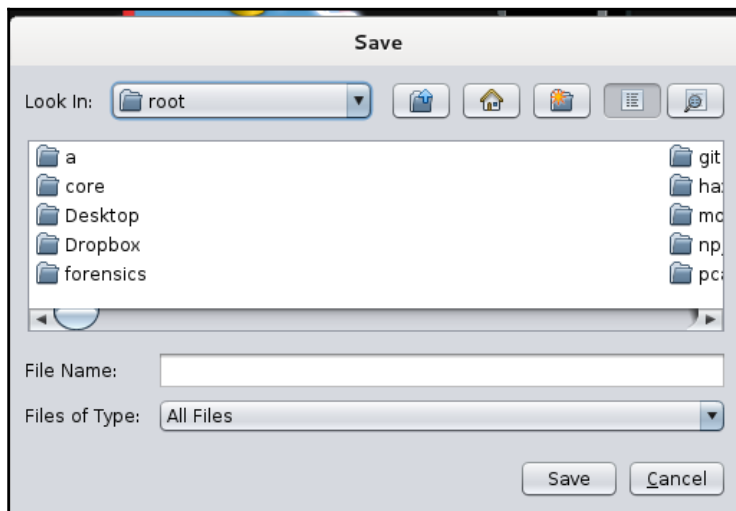 Save
Look In: root
a
core
Desktop
Dropbox
forensics
git
File Name:
Files of Type: All Files
Save Cancel